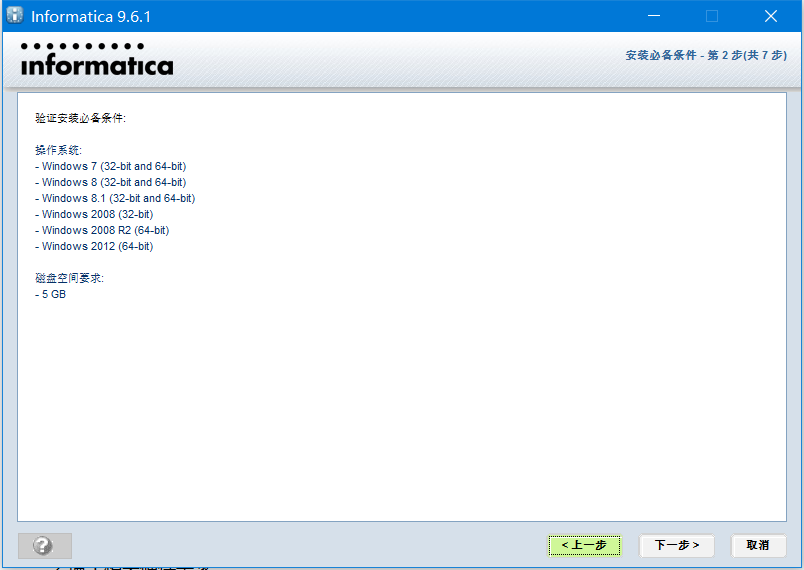 Informatica 9.6.1
informatica
安装必备条件 - 第 2 步(共 7 步)
验证安装必备条件:
操作系统:
- Windows 7 (32-bit and 64-bit)
- Windows 8 (32-bit and 64-bit)
- Windows 8.1 (32-bit and 64-bit)
- Windows 2008 (32-bit)
- Windows 2008 R2 (64-bit)
- Windows 2012 (64-bit)
磁盘空间要求:
- 5 GB
?
< 上一步
下一步 >
取消